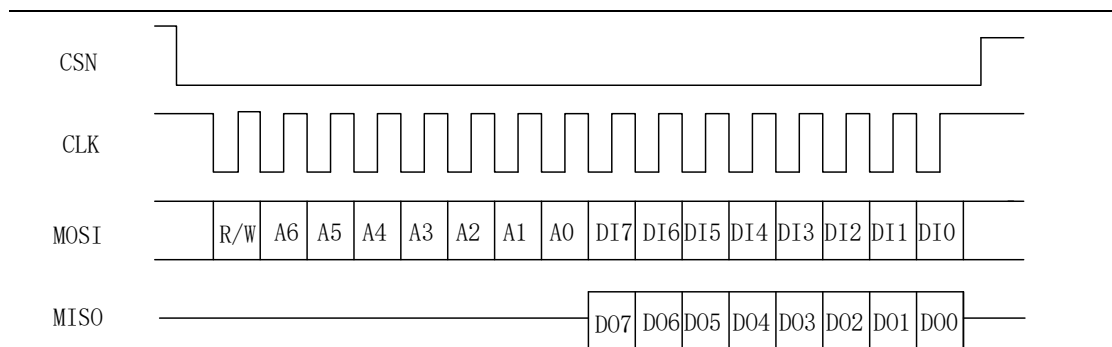 CSN
CLK
MOSI R/W A6 A5 A4 A3 A2 A1 A0 DI7 DI6 DI5 DI4 DI3 DI2 DI1 DI0
MISO DO7 DO6 DO5 DO4 DO3 DO2 DO1 DO0